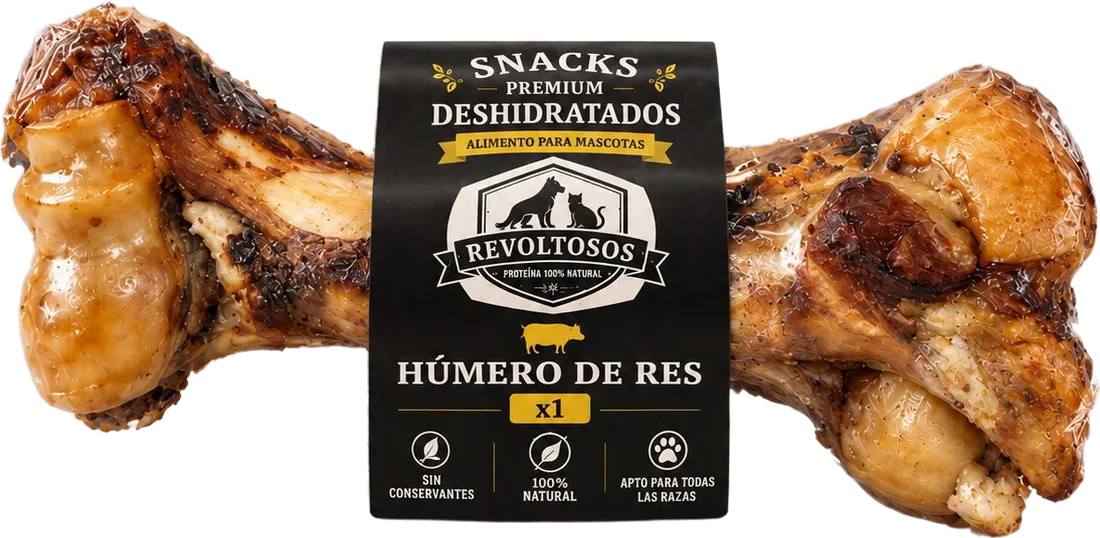 SNACKS
PREMIUM
DESHIDRATADOS
ALIMENTO PARA MASCOTAS
REVOLTOSOS
PROTEÍNA 100% NATURAL
HÚMERO DE RES
x1
SIN
CONSERVANTES
100%
NATURAL
APTO PARA TODAS
LAS RAZAS